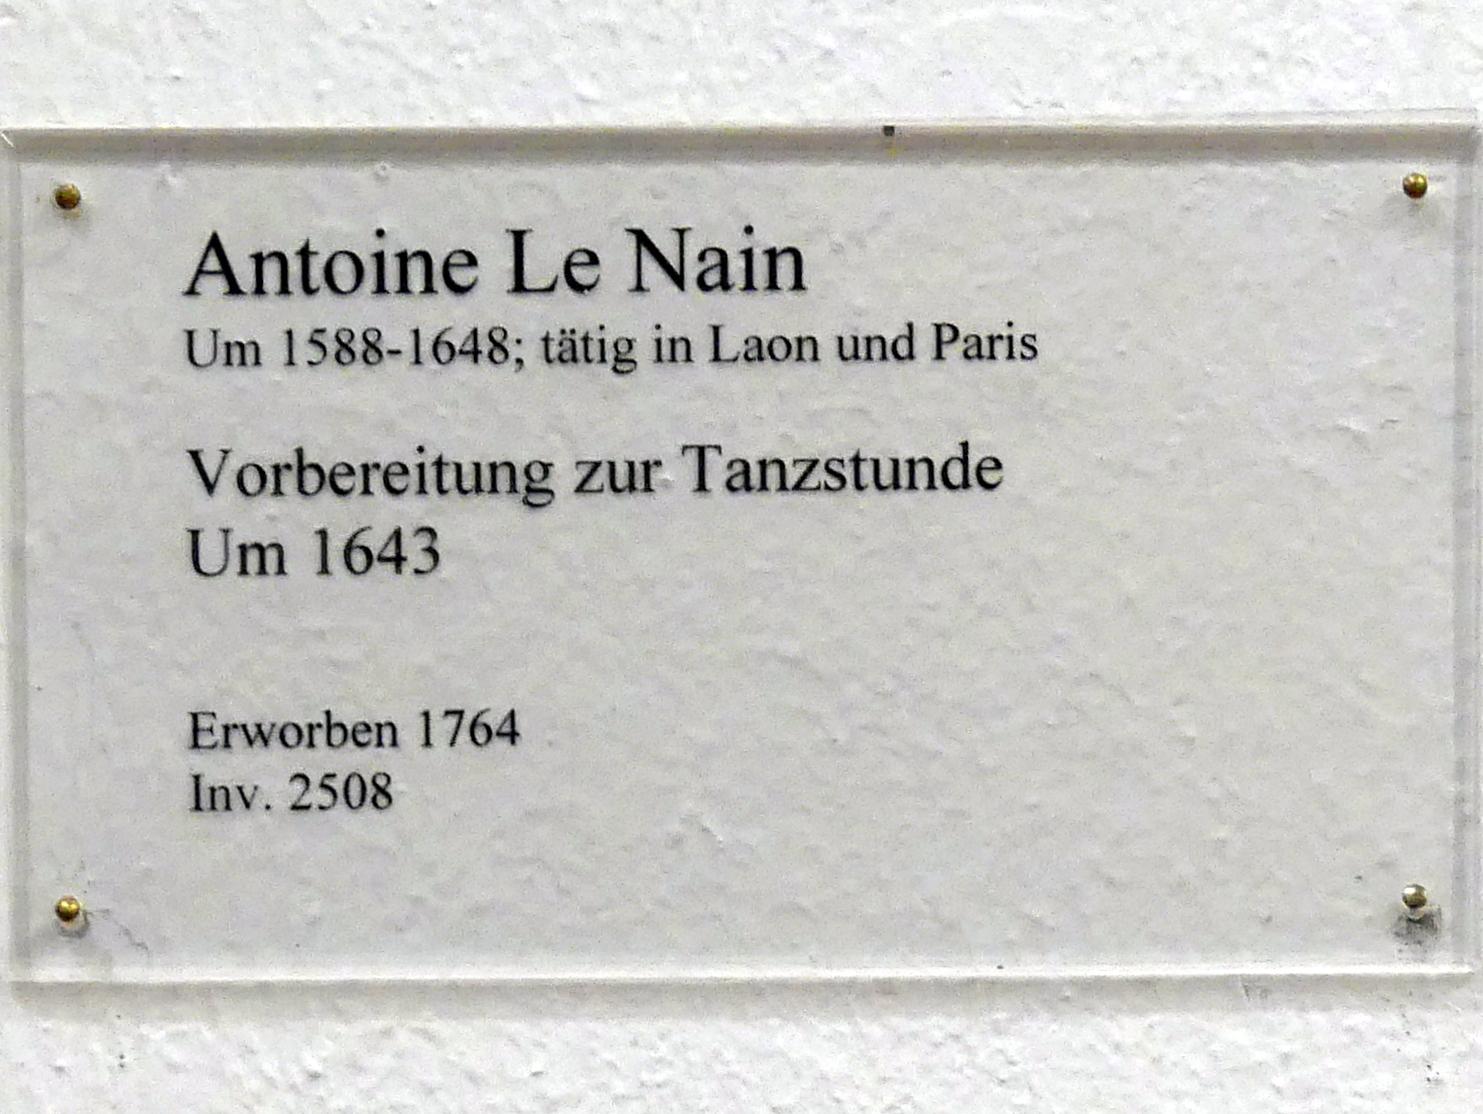 Antoine Le Nain
Um 1588-1648; tätig in Laon und Paris
Vorbereitung zur Tanzstunde
Um 1643
Erworben 1764
Inv. 2508